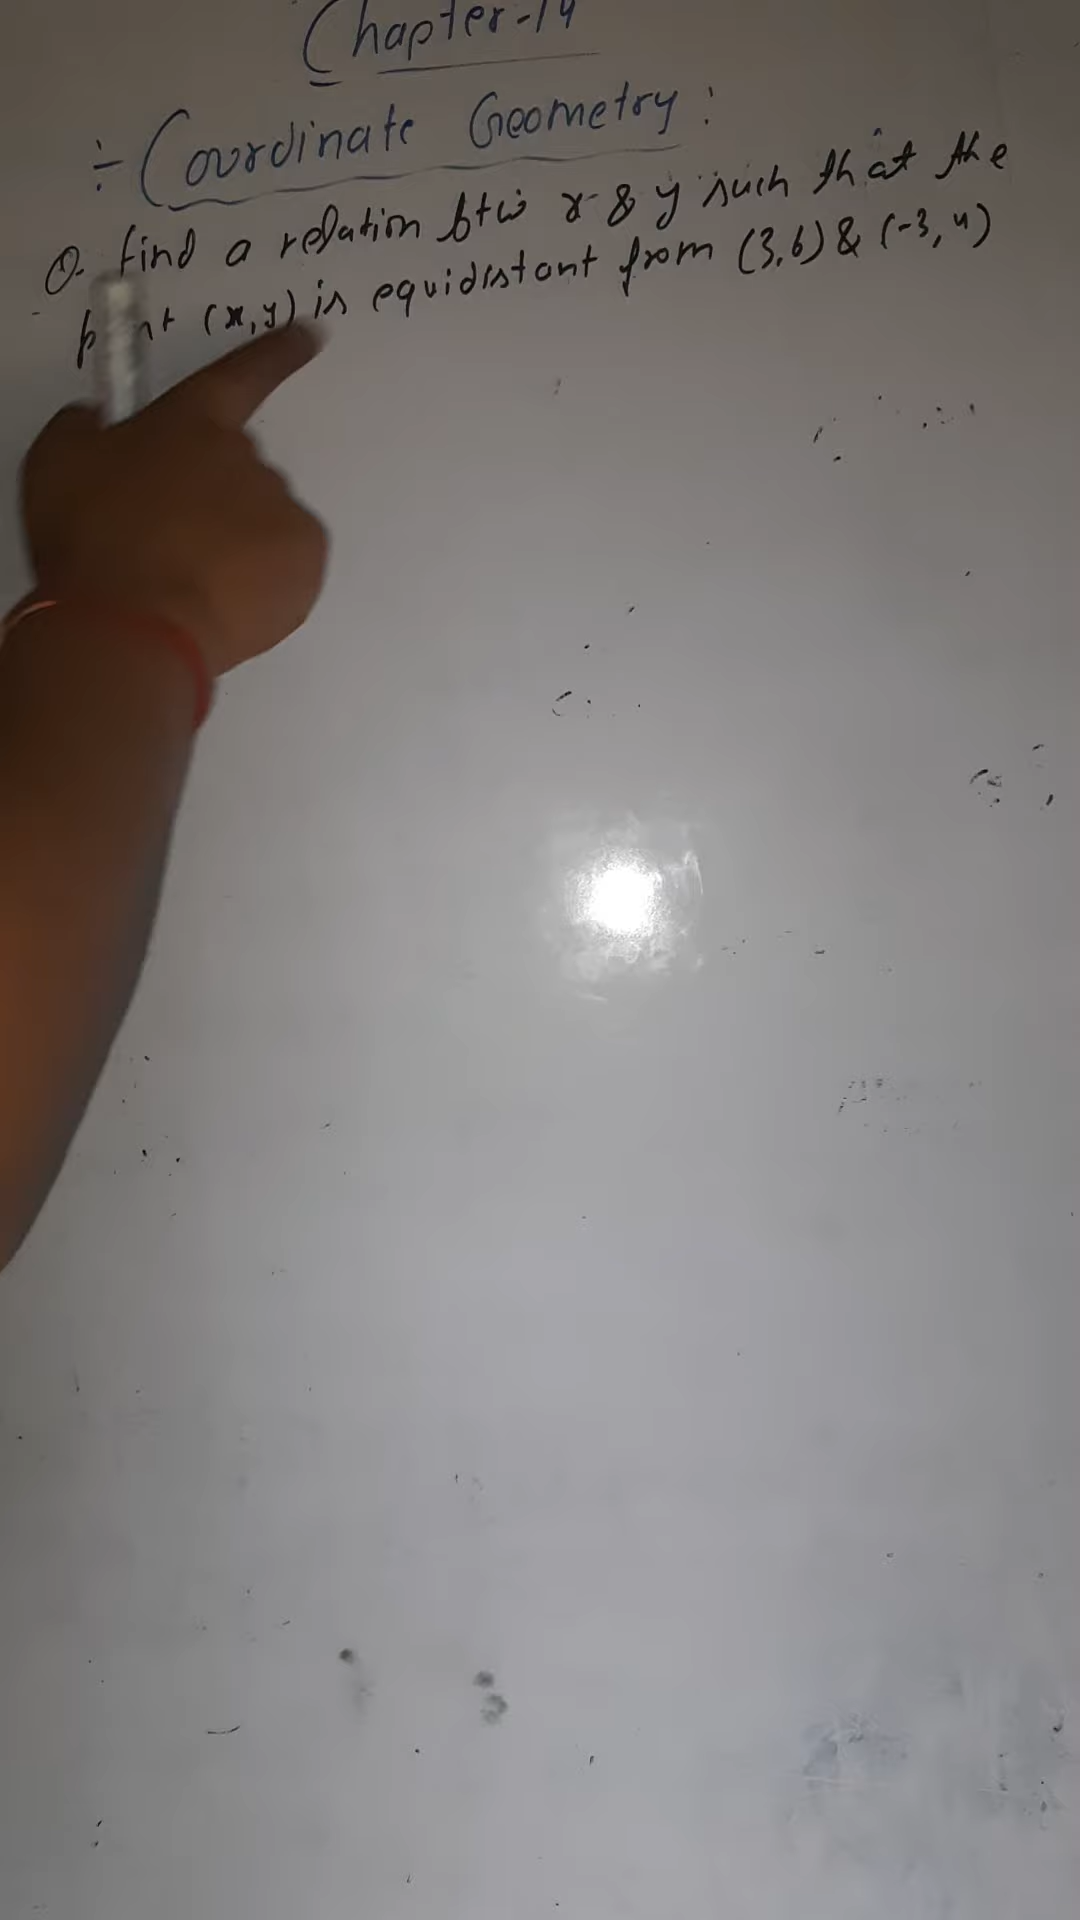 Chapter-14
÷ Coordinate Geometry:
Q. find a relation btw x & y such that the
(x,y) is equidistant from (3,6) & (-3,4)